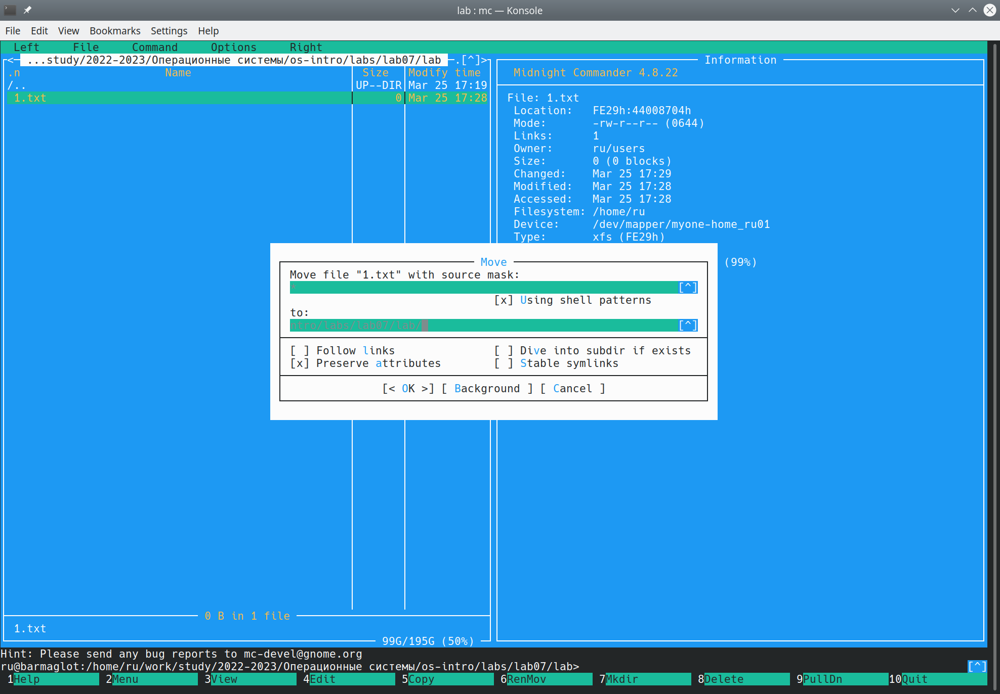 lab : mc — Konsole
File Edit View Bookmarks Settings Help
Left File Command Options Right
<─ ...study/2022-2023/Операционные системы/os-intro/labs/lab07/lab ─.[^]>
.n Name Size Modify time
/.. UP--DIR Mar 25 17:19
1.txt 0 Mar 25 17:28
Information
Midnight Commander 4.8.22
File: 1.txt
Location: FE29h:44008704h
Mode: -rw-r--r-- (0644)
Links: 1
Owner: ru/users
Size: 0 (0 blocks)
Changed: Mar 25 17:29
Modified: Mar 25 17:28
Accessed: Mar 25 17:28
Filesystem: /home/ru
Device: /dev/mapper/myone-home_ru01
Type: xfs (FE29h)
(99%)
Move
Move file "1.txt" with source mask:
* [^]
[x] Using shell patterns
to:
ntro/labs/lab07/lab/ [^]
[ ] Follow links [ ] Dive into subdir if exists
[x] Preserve attributes [ ] Stable symlinks
[< OK >] [ Background ] [ Cancel ]
0 B in 1 file
1.txt
99G/195G (50%)
Hint: Please send any bug reports to mc-devel@gnome.org
ru@barmaglot:/home/ru/work/study/2022-2023/Операционные системы/os-intro/labs/lab07/lab> [^]
1Help 2Menu 3View 4Edit 5Copy 6RenMov 7Mkdir 8Delete 9PullDn 10Quit